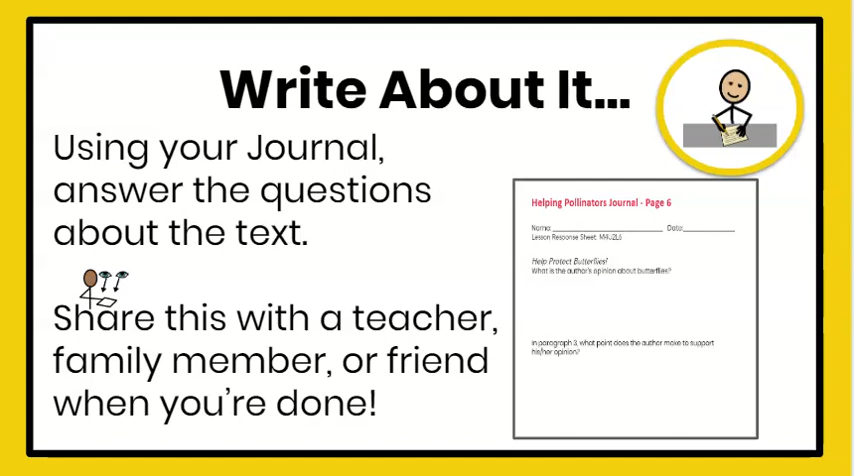 Write About It...
Using your Journal,
answer the questions
about the text.
Share this with a teacher,
family member, or friend
when you're done!
Helping Pollinators Journal - Page 6
Name: Date:
Lesson Response Sheet: M4U2L6
Help Protect Butterflies!
What is the author's opinion about butterflies?
In paragraph 3, what point does the author make to support
his/her opinion?